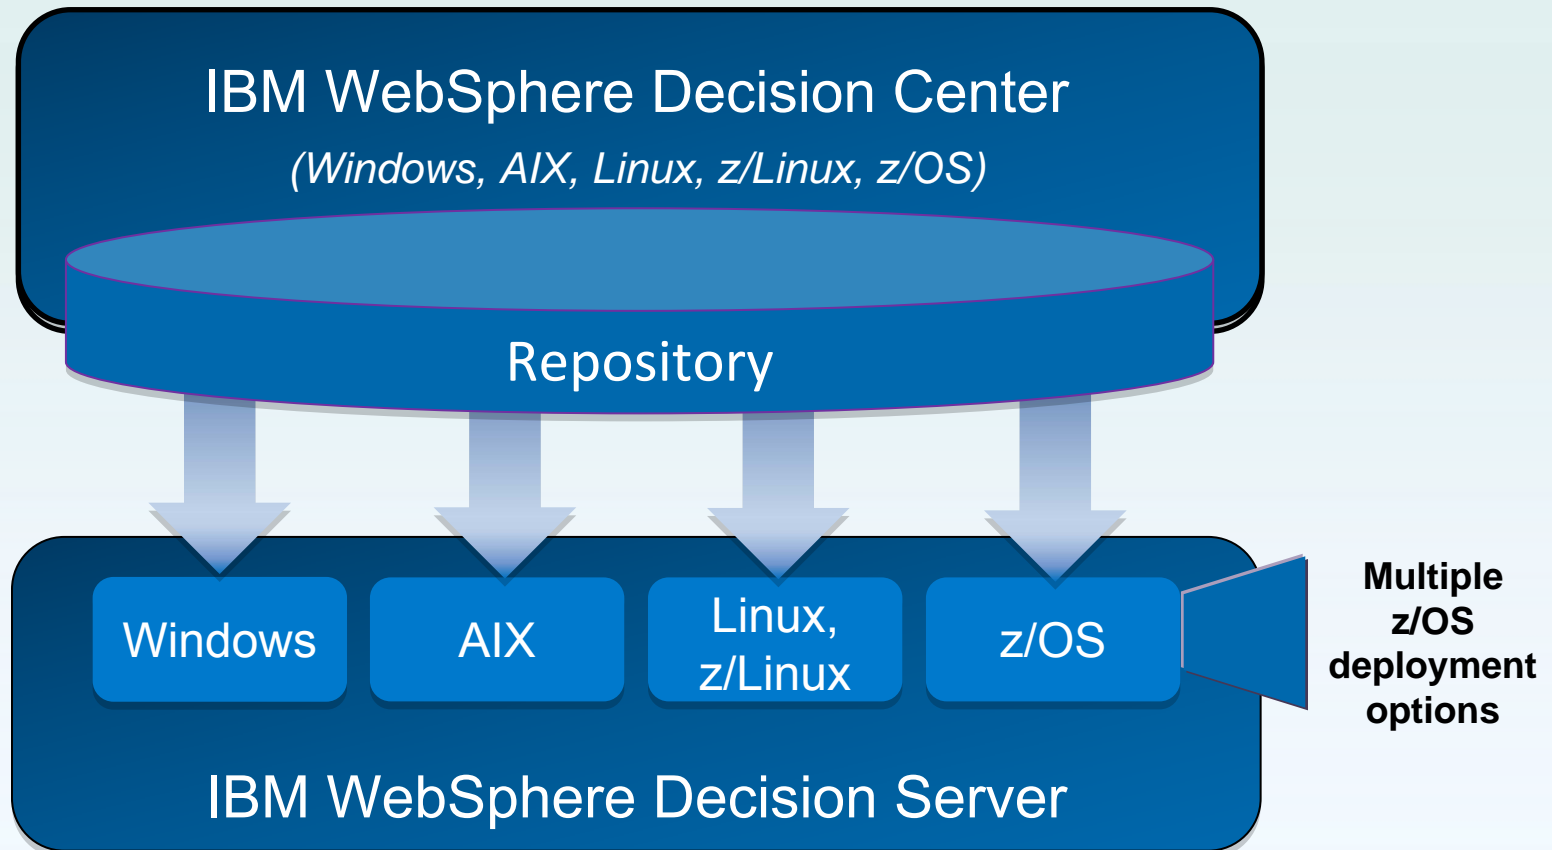 IBM WebSphere Decision Center
(Windows, AIX, Linux, z/Linux, z/OS)
Repository
Windows
AIX
Linux,
z/Linux
z/OS
Multiple
z/OS
deployment
options
IBM WebSphere Decision Server